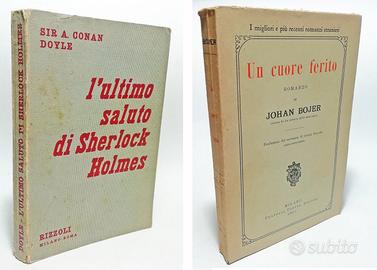 DOYLE - L'ULTIMO SALUTO DI SHERLOCK HOLMES
SIR A. CONAN
DOYLE
l'ultimo
saluto
di Sherlock
Holmes
RIZZOLI
MILANO-ROMA
I migliori e più recenti romanzi stranieri
Un cuore ferito
ROMANZO
DI
JOHAN BOJER
MILANO
subito